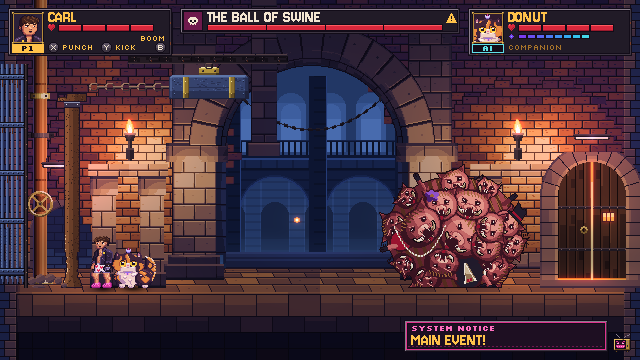 CARL
P1
X PUNCH Y KICK
BOOM
B
THE BALL OF SWINE
DONUT
AI
COMPANION
SYSTEM NOTICE
MAIN EVENT!